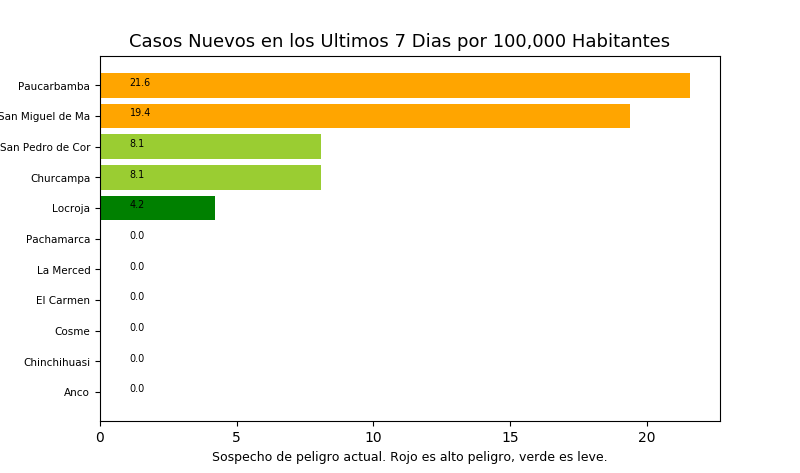 Casos Nuevos en los Ultimos 7 Dias por 100,000 Habitantes
Paucarbamba 21.6
San Miguel de Ma 19.4
San Pedro de Cor 8.1
Churcampa 8.1
Locroja 4.2
Pachamarca 0.0
La Merced 0.0
El Carmen 0.0
Cosme 0.0
Chinchihuasi 0.0
Anco 0.0
0 5 10 15 20
Sospecho de peligro actual. Rojo es alto peligro, verde es leve.